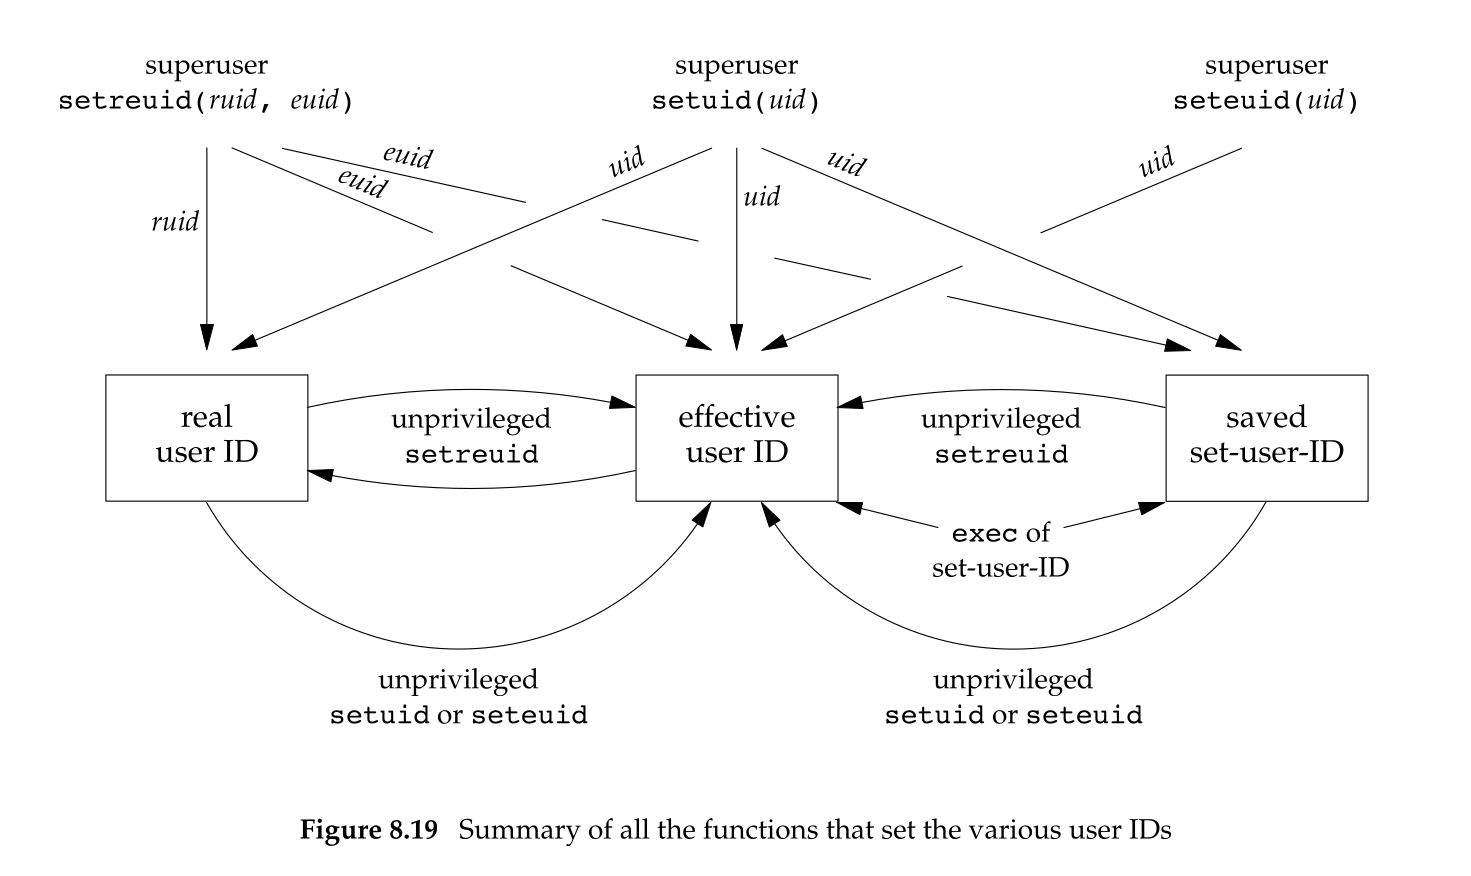 superuser
setreuid(ruid, euid)
superuser
setuid(uid)
superuser
seteuid(uid)
euid
euid
ruid
uid
uid
uid
uid
real
user ID
unprivileged
setreuid
effective
user ID
unprivileged
setreuid
saved
set-user-ID
exec of
set-user-ID
unprivileged
setuid or seteuid
unprivileged
setuid or seteuid
Figure 8.19 Summary of all the functions that set the various user IDs